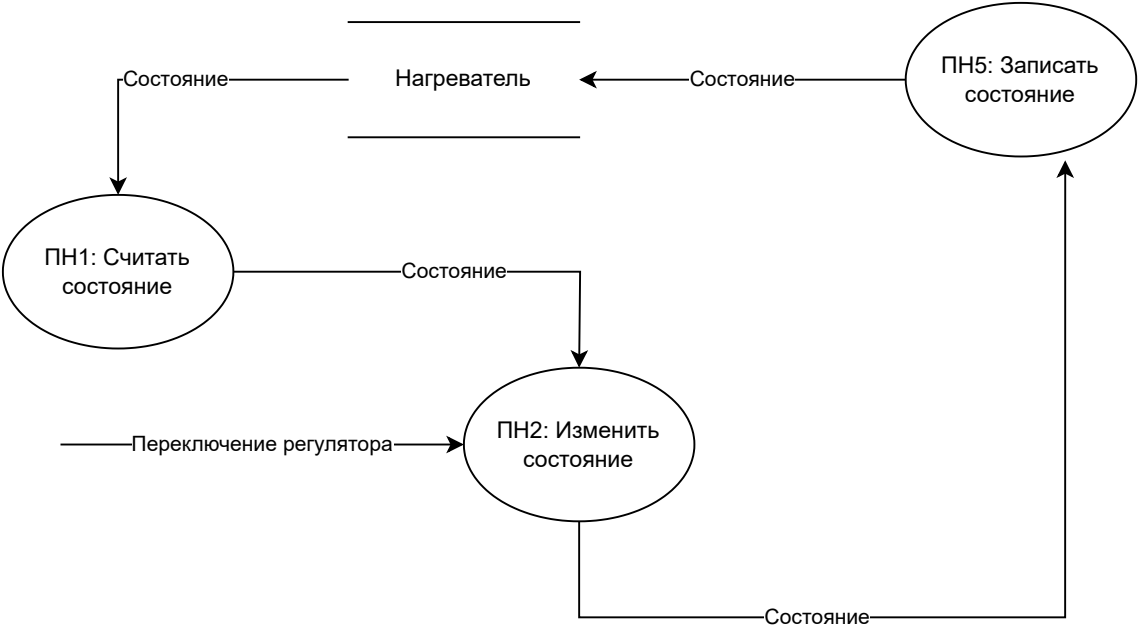 Состояние
Нагреватель
Состояние
ПН5: Записать
состояние
ПН1: Считать
состояние
Состояние
Переключение регулятора
ПН2: Изменить
состояние
Состояние